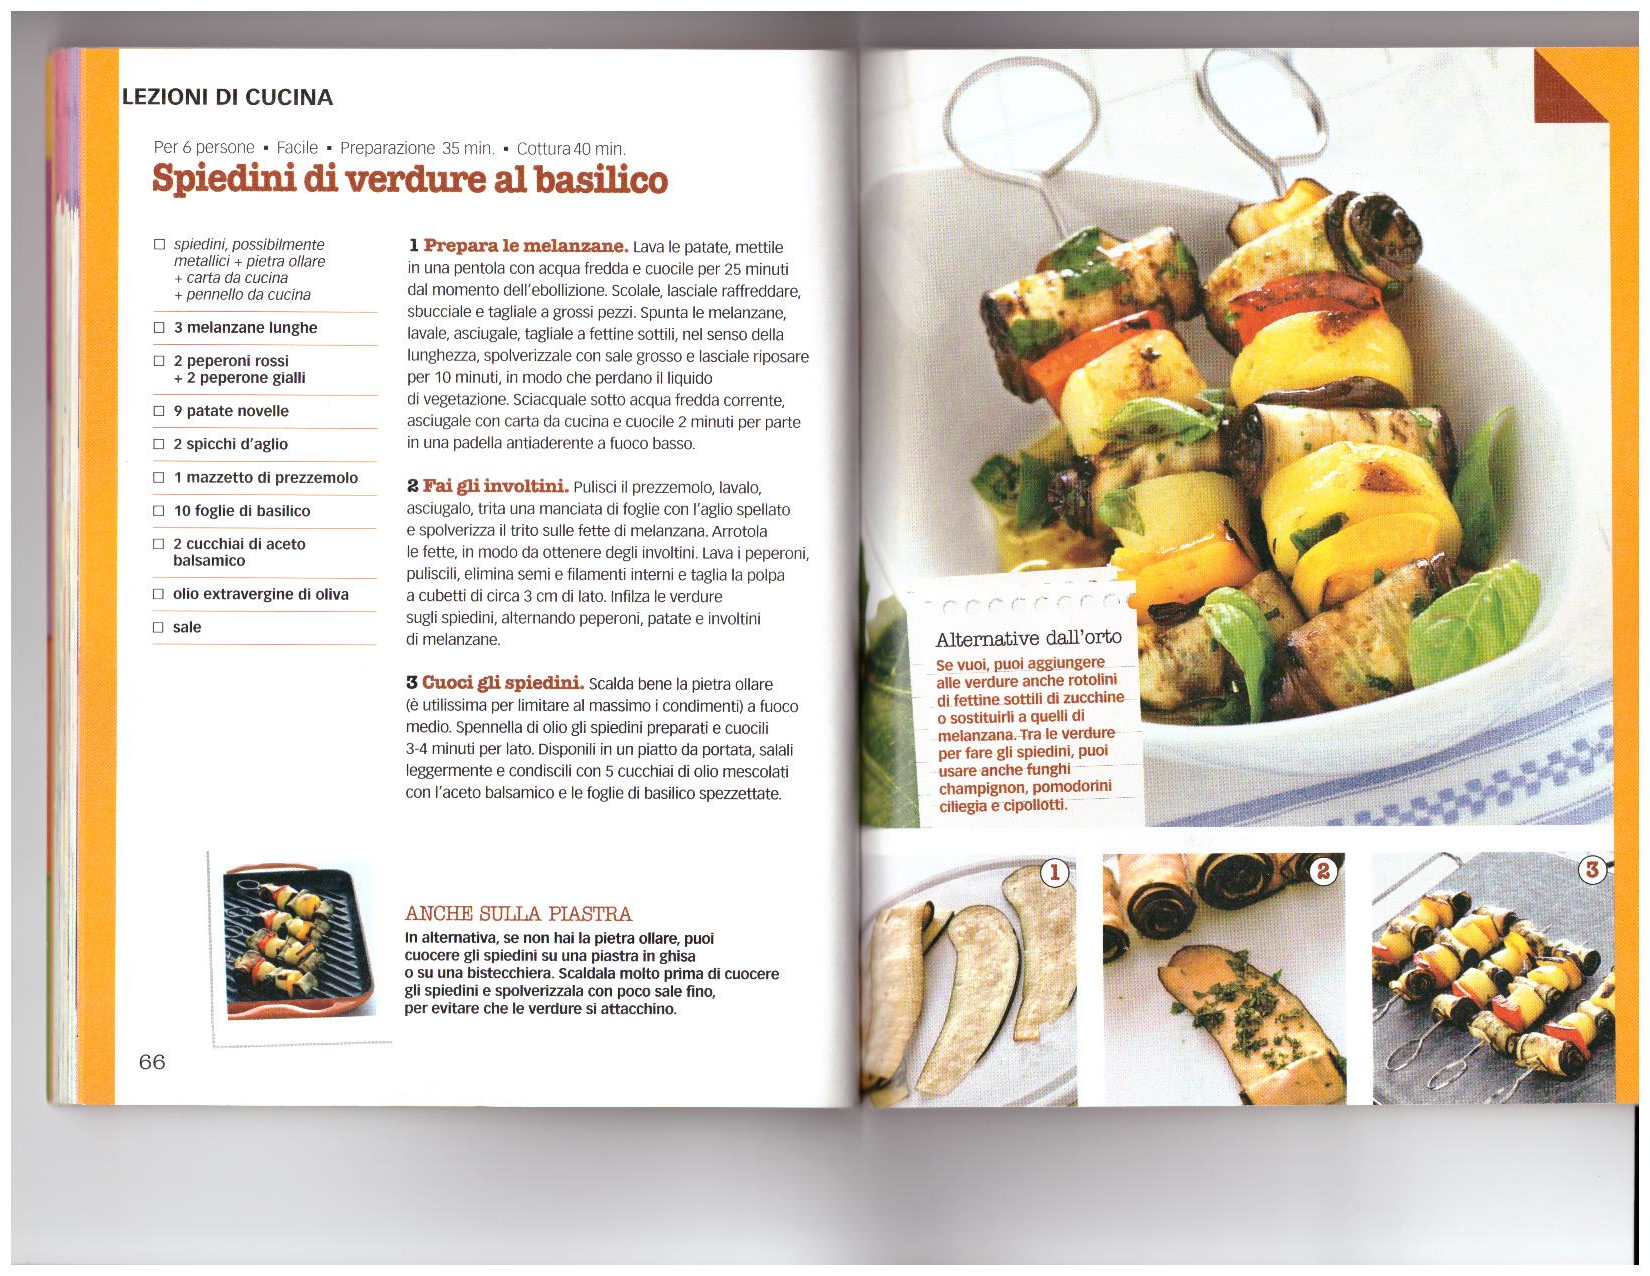 LEZIONI DI CUCINA
Per 6 persone ▪ Facile ▪ Preparazione 35 min. ▪ Cottura 40 min.
Spiedini di verdure al basilico
☐ spiedini, possibilmente
metallici + pietra ollare
+ carta da cucina
+ pennello da cucina
☐ 3 melanzane lunghe
☐ 2 peperoni rossi
+ 2 peperone gialli
☐ 9 patate novelle
☐ 2 spicchi d'aglio
☐ 1 mazzetto di prezzemolo
☐ 10 foglie di basilico
☐ 2 cucchiai di aceto
balsamico
☐ olio extravergine di oliva
☐ sale
1 Prepara le melanzane. Lava le patate, mettile
in una pentola con acqua fredda e cuocile per 25 minuti
dal momento dell'ebollizione. Scolale, lasciale raffreddare,
sbucciale e tagliale a grossi pezzi. Spunta le melanzane,
lavale, asciugale, tagliale a fettine sottili, nel senso della
lunghezza, spolverizzale con sale grosso e lasciale riposare
per 10 minuti, in modo che perdano il liquido
di vegetazione. Sciacquale sotto acqua fredda corrente,
asciugale con carta da cucina e cuocile 2 minuti per parte
in una padella antiaderente a fuoco basso.
2 Fai gli involtini. Pulisci il prezzemolo, lavalo,
asciugalo, trita una manciata di foglie con l'aglio spellato
e spolverizza il trito sulle fette di melanzana. Arrotola
le fette, in modo da ottenere degli involtini. Lava i peperoni,
puliscili, elimina semi e filamenti interni e taglia la polpa
a cubetti di circa 3 cm di lato. Infilza le verdure
sugli spiedini, alternando peperoni, patate e involtini
di melanzane.
3 Cuoci gli spiedini. Scalda bene la pietra ollare
(è utilissima per limitare al massimo i condimenti) a fuoco
medio. Spennella di olio gli spiedini preparati e cuocili
3-4 minuti per lato. Disponili in un piatto da portata, salali
leggermente e condiscili con 5 cucchiai di olio mescolati
con l'aceto balsamico e le foglie di basilico spezzettate.
ANCHE SULLA PIASTRA
In alternativa, se non hai la pietra ollare, puoi
cuocere gli spiedini su una piastra in ghisa
o su una bistecchiera. Scaldala molto prima di cuocere
gli spiedini e spolverizzala con poco sale fino,
per evitare che le verdure si attacchino.
66
Alternative dall'orto
Se vuoi, puoi aggiungere
alle verdure anche rotolini
di fettine sottili di zucchine
o sostituirli a quelli di
melanzana. Tra le verdure
per fare gli spiedini, puoi
usare anche funghi
champignon, pomodorini
ciliegia e cipollotti.
1
2
3